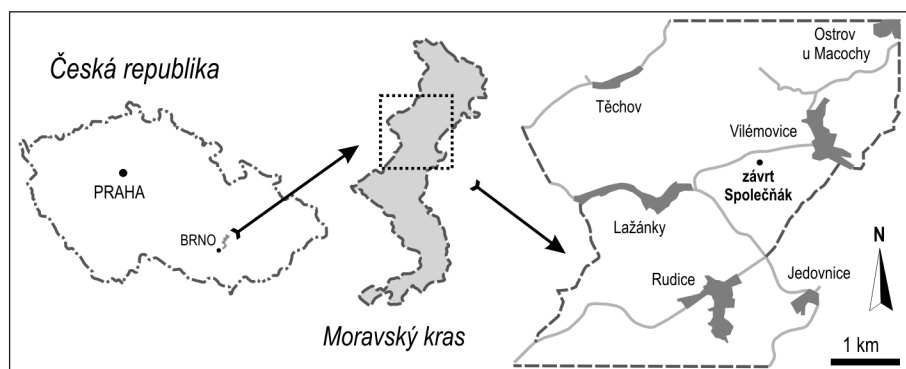 Česká republika
PRAHA
BRNO
Moravský kras
Ostrov
u Macochy
Těchov
Vilémovice
závrt
Společňák
Lažánky
Rudice
Jedovnice
N
1 km